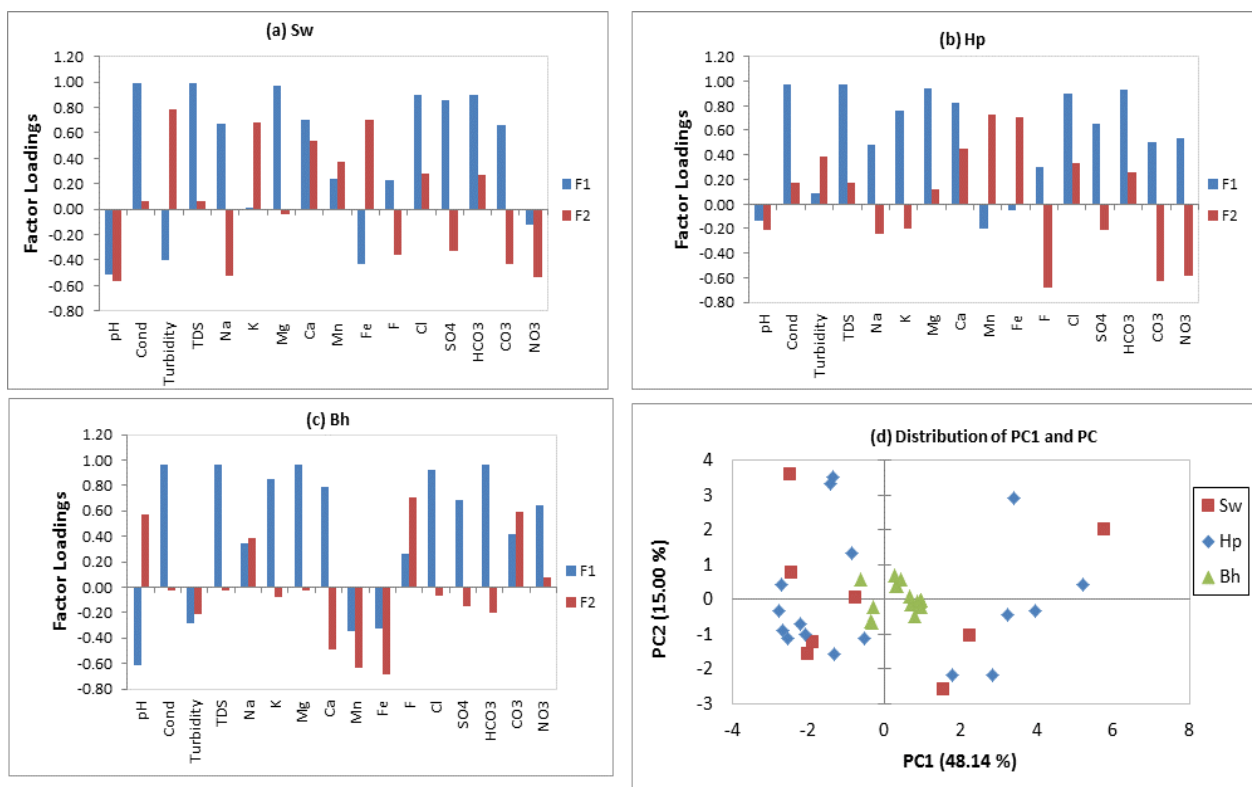 (a) Sw
Factor Loadings
1.20
1.00
0.80
0.60
0.40
0.20
0.00
-0.20
-0.40
-0.60
-0.80
pH
Cond
Turbidity
TDS
Na
K
Mg
Ca
Mn
Fe
F
Cl
SO4
HCO3
CO3
NO3
F1
F2
(b) Hp
Factor Loadings
1.20
1.00
0.80
0.60
0.40
0.20
0.00
-0.20
-0.40
-0.60
-0.80
pH
Cond
Turbidity
TDS
Na
K
Mg
Ca
Mn
Fe
F
Cl
SO4
HCO3
CO3
NO3
F1
F2
(c) Bh
Factor Loadings
1.20
1.00
0.80
0.60
0.40
0.20
0.00
-0.20
-0.40
-0.60
-0.80
pH
Cond
Turbidity
TDS
Na
K
Mg
Ca
Mn
Fe
F
Cl
SO4
HCO3
CO3
NO3
F1
F2
(d) Distribution of PC1 and PC
PC2 (15.00 %)
4
3
2
1
0
-1
-2
-3
-4
-2
0
2
4
6
8
PC1 (48.14 %)
Sw
Hp
Bh